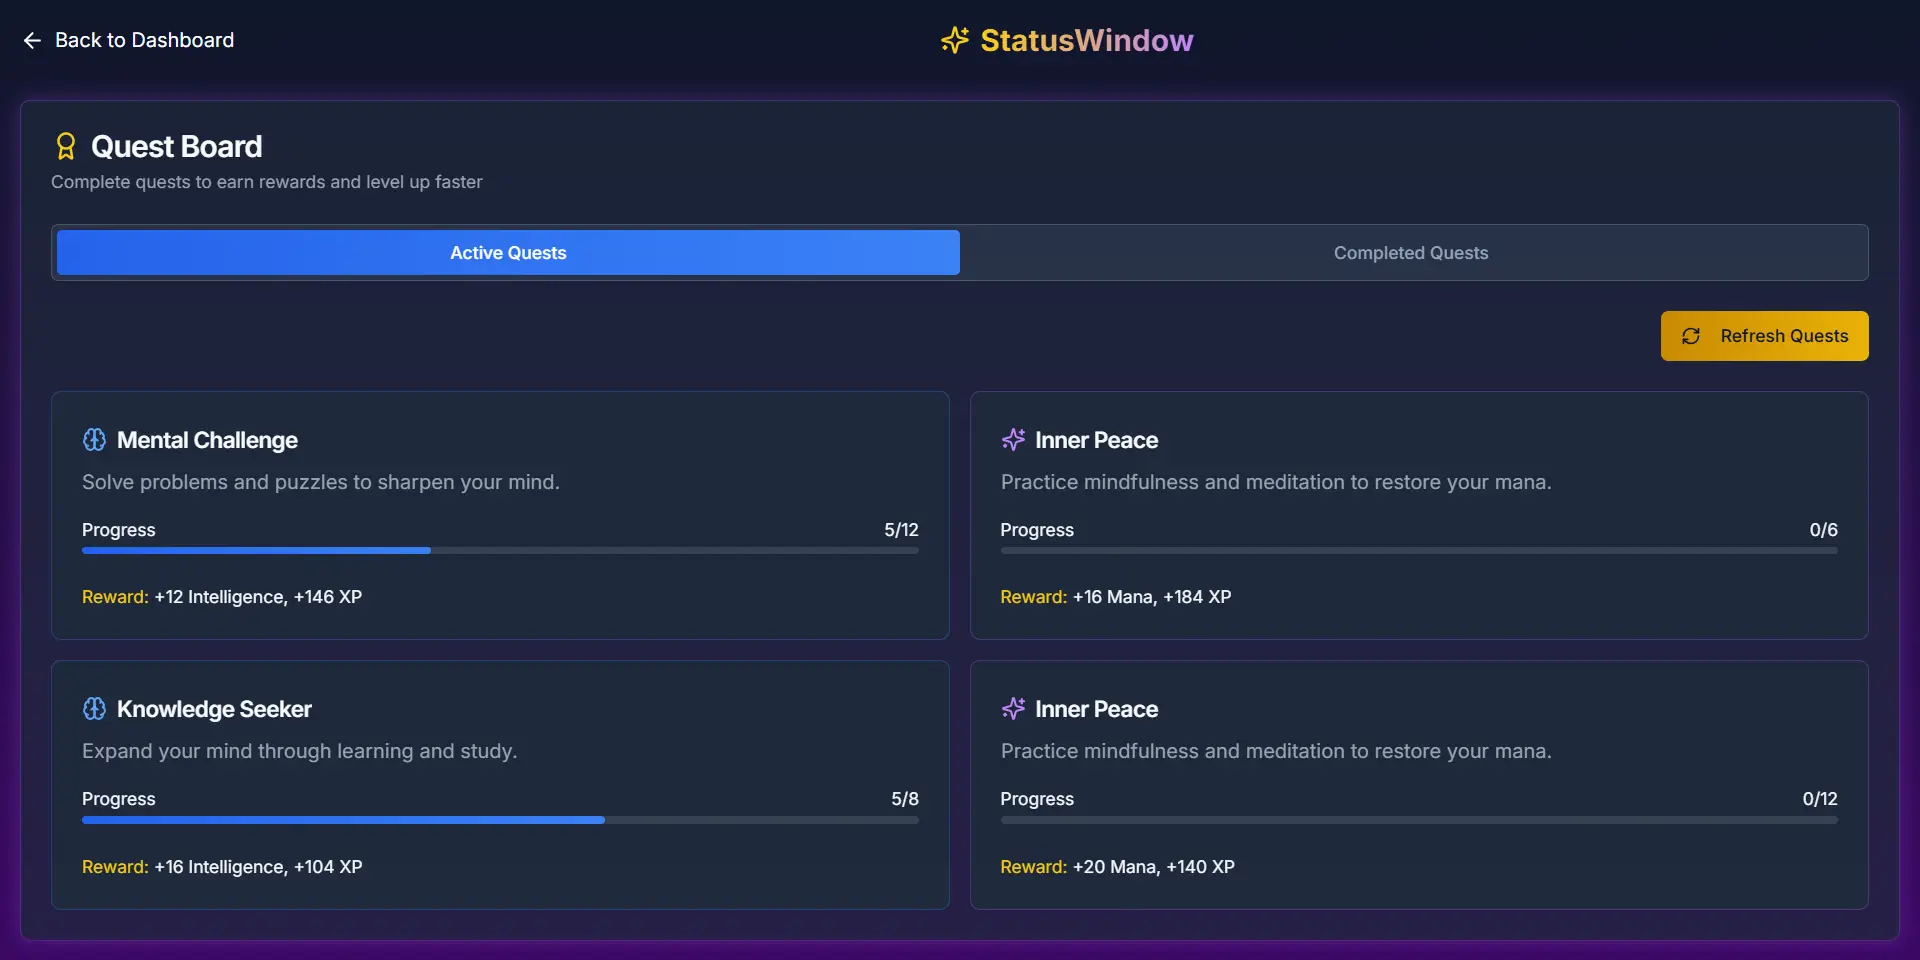 Back to Dashboard
StatusWindow
Quest Board
Complete quests to earn rewards and level up faster
Active Quests
Completed Quests
Refresh Quests
Mental Challenge
Solve problems and puzzles to sharpen your mind.
Progress 5/12
Reward: +12 Intelligence, +146 XP
Inner Peace
Practice mindfulness and meditation to restore your mana.
Progress 0/6
Reward: +16 Mana, +184 XP
Knowledge Seeker
Expand your mind through learning and study.
Progress 5/8
Reward: +16 Intelligence, +104 XP
Inner Peace
Practice mindfulness and meditation to restore your mana.
Progress 0/12
Reward: +20 Mana, +140 XP